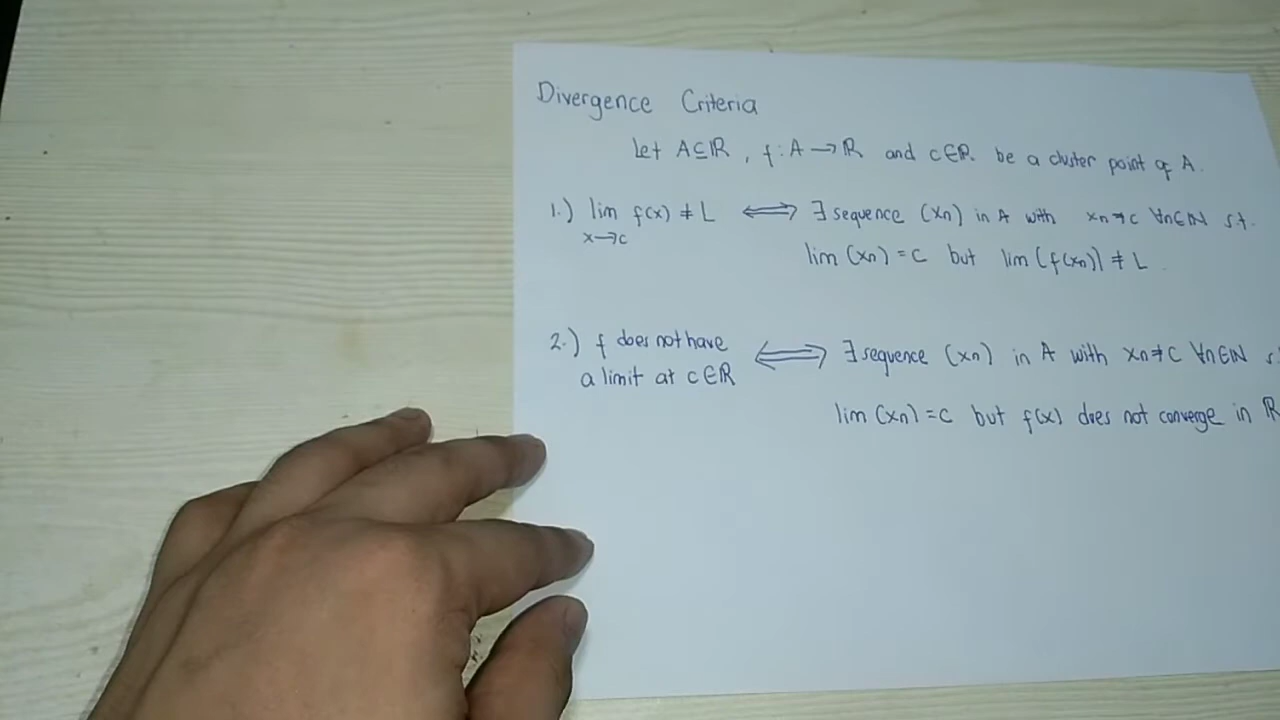 Divergence Criteria
Let A⊆ℝ, f: A→ℝ and c∈ℝ. be a cluster point of A.
1.) lim f(x) ≠ L ⟺ ∃ sequence (xn) in A with xn≠c ∀n∈ℕ s.t.
x→c
lim (xn) = c but lim (f(xn)) ≠ L
2.) f does not have
a limit at c∈ℝ ⟺ ∃ sequence (xn) in A with xn≠c ∀n∈ℕ
lim (xn) = c but f(x) does not converge in ℝ